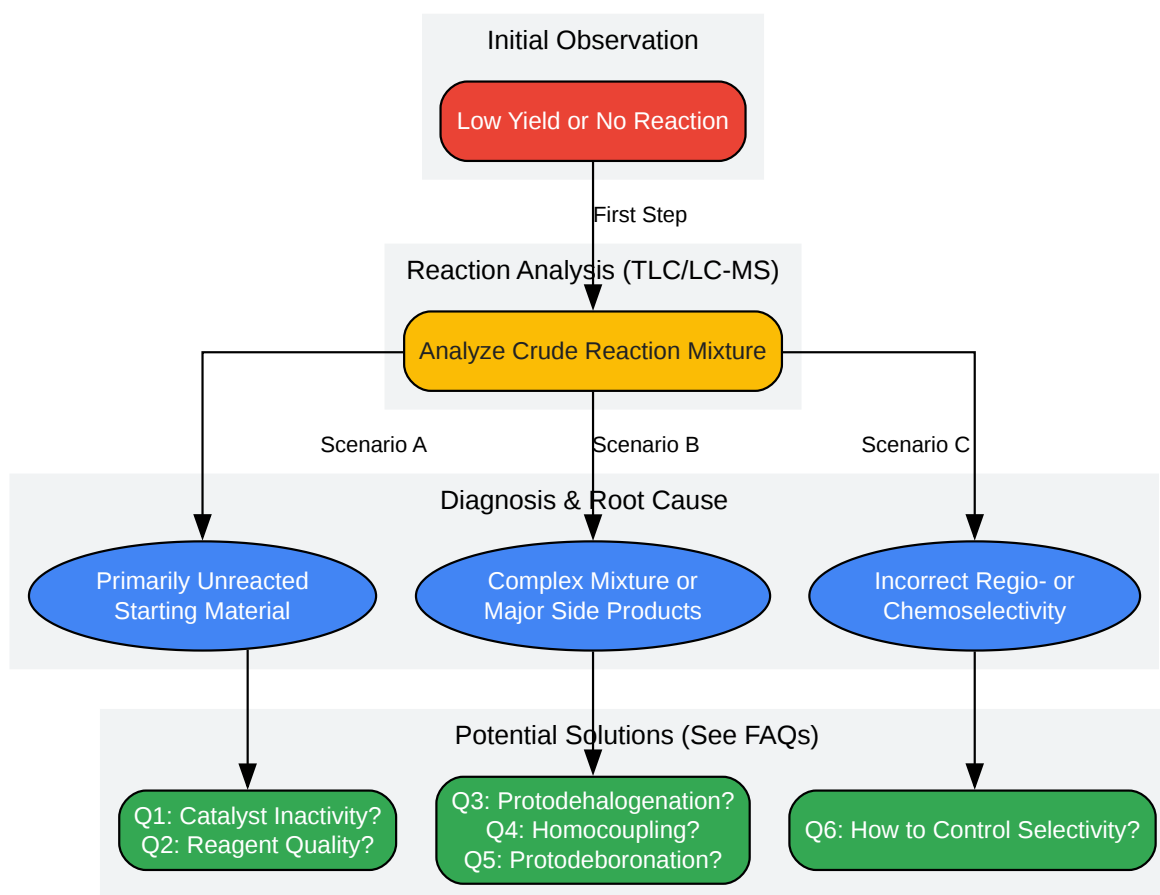 Initial Observation
Low Yield or No Reaction
First Step
Reaction Analysis (TLC/LC-MS)
Analyze Crude Reaction Mixture
Scenario A
Scenario B
Scenario C
Diagnosis & Root Cause
Primarily Unreacted
Starting Material
Complex Mixture or
Major Side Products
Incorrect Regio- or
Chemoselectivity
Potential Solutions (See FAQs)
Q1: Catalyst Inactivity?
Q2: Reagent Quality?
Q3: Protodehalogenation?
Q4: Homocoupling?
Q5: Protodeboronation?
Q6: How to Control Selectivity?